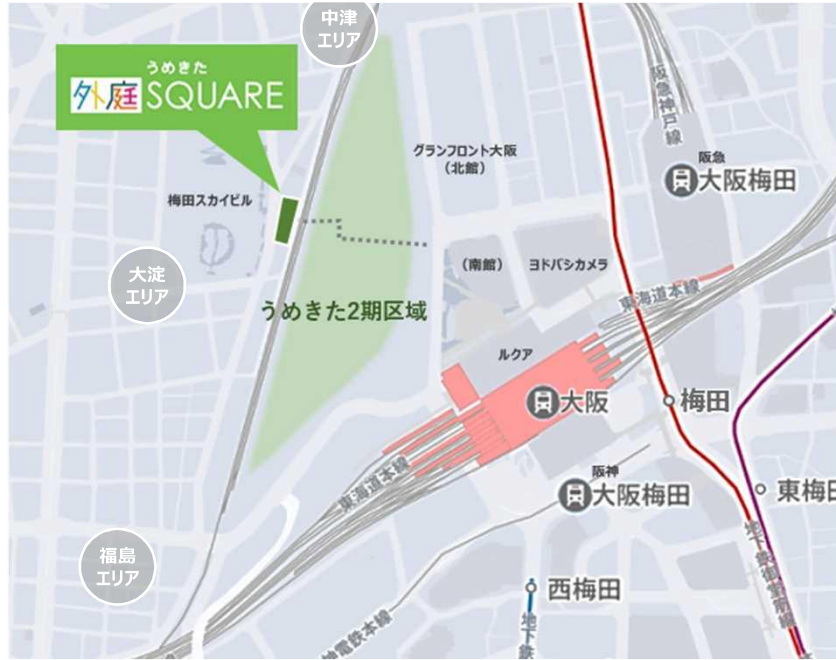 中津
エリア
うめきた
外庭SQUARE
阪急神戸線
グランフロント大阪
（北館）
阪急
大阪梅田
梅田スカイビル
（南館）
ヨドバシカメラ
大淀
エリア
東海道本線
うめきた2期区域
ルクア
大阪
梅田
東海道本線
阪神
大阪梅田
東梅田
福島
エリア
地下鉄御堂筋線
西梅田
地下鉄
神電鉄本線